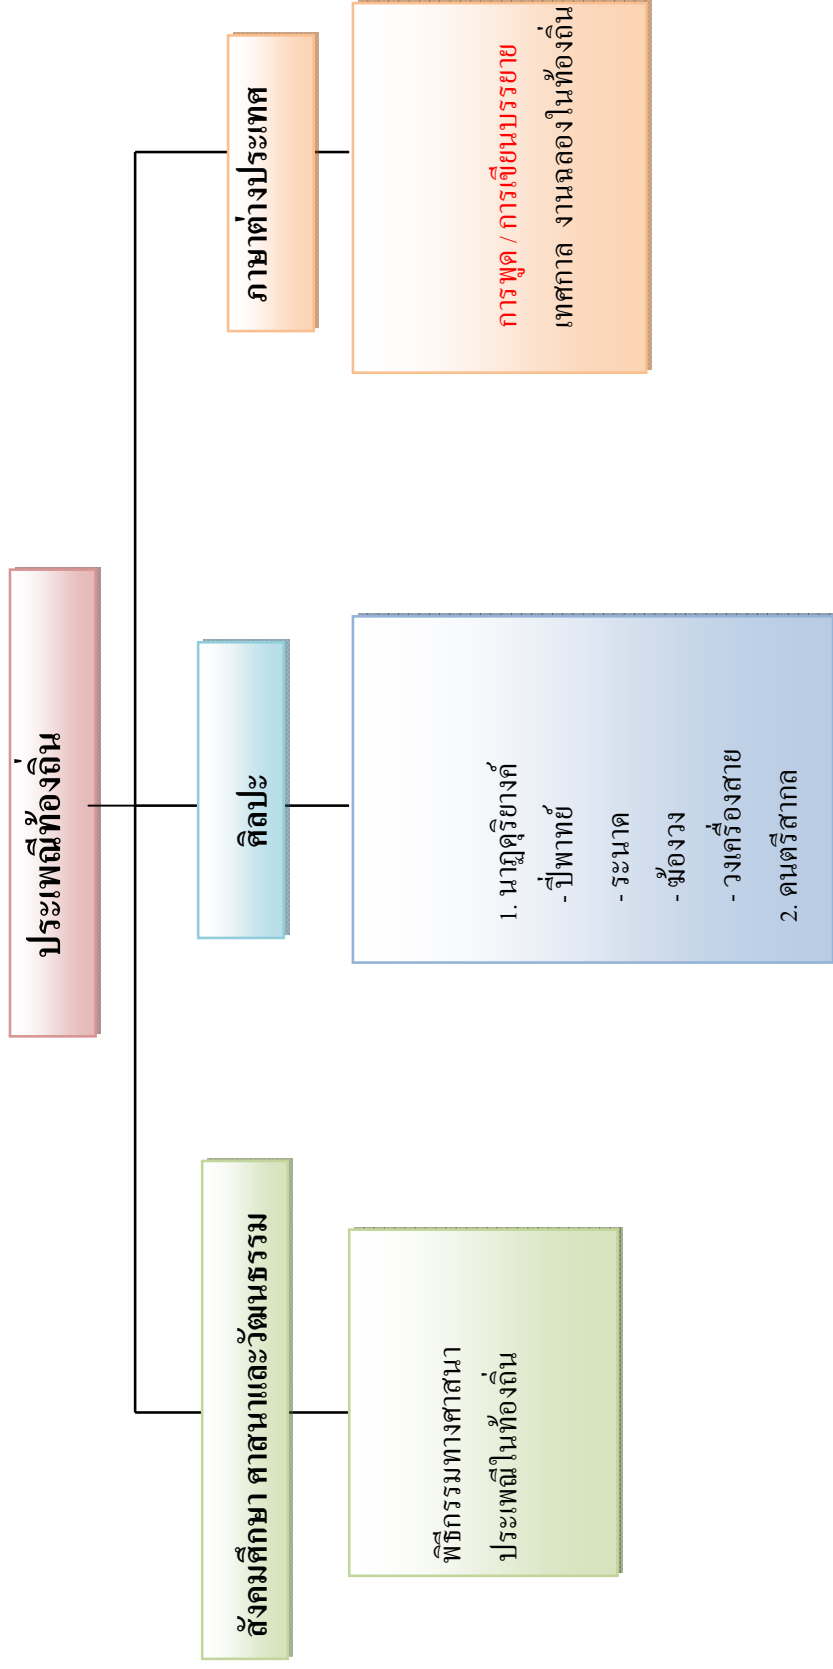 ประเพณีท้องถิ่น
สังคมศึกษา ศาสนาและวัฒนธรรม
พิธีกรรมทางศาสนา
ประเพณีในท้องถิ่น
ศิลปะ
1. นาฏดุริยางค์
- ปี่พาทย์
- ระนาด
- ฆ้องวง
- วงเครื่องสาย
2. ดนตรีสากล
ภาษาต่างประเทศ
การพูด / การเขียนบรรยาย
เทศกาล งานฉลองในท้องถิ่น